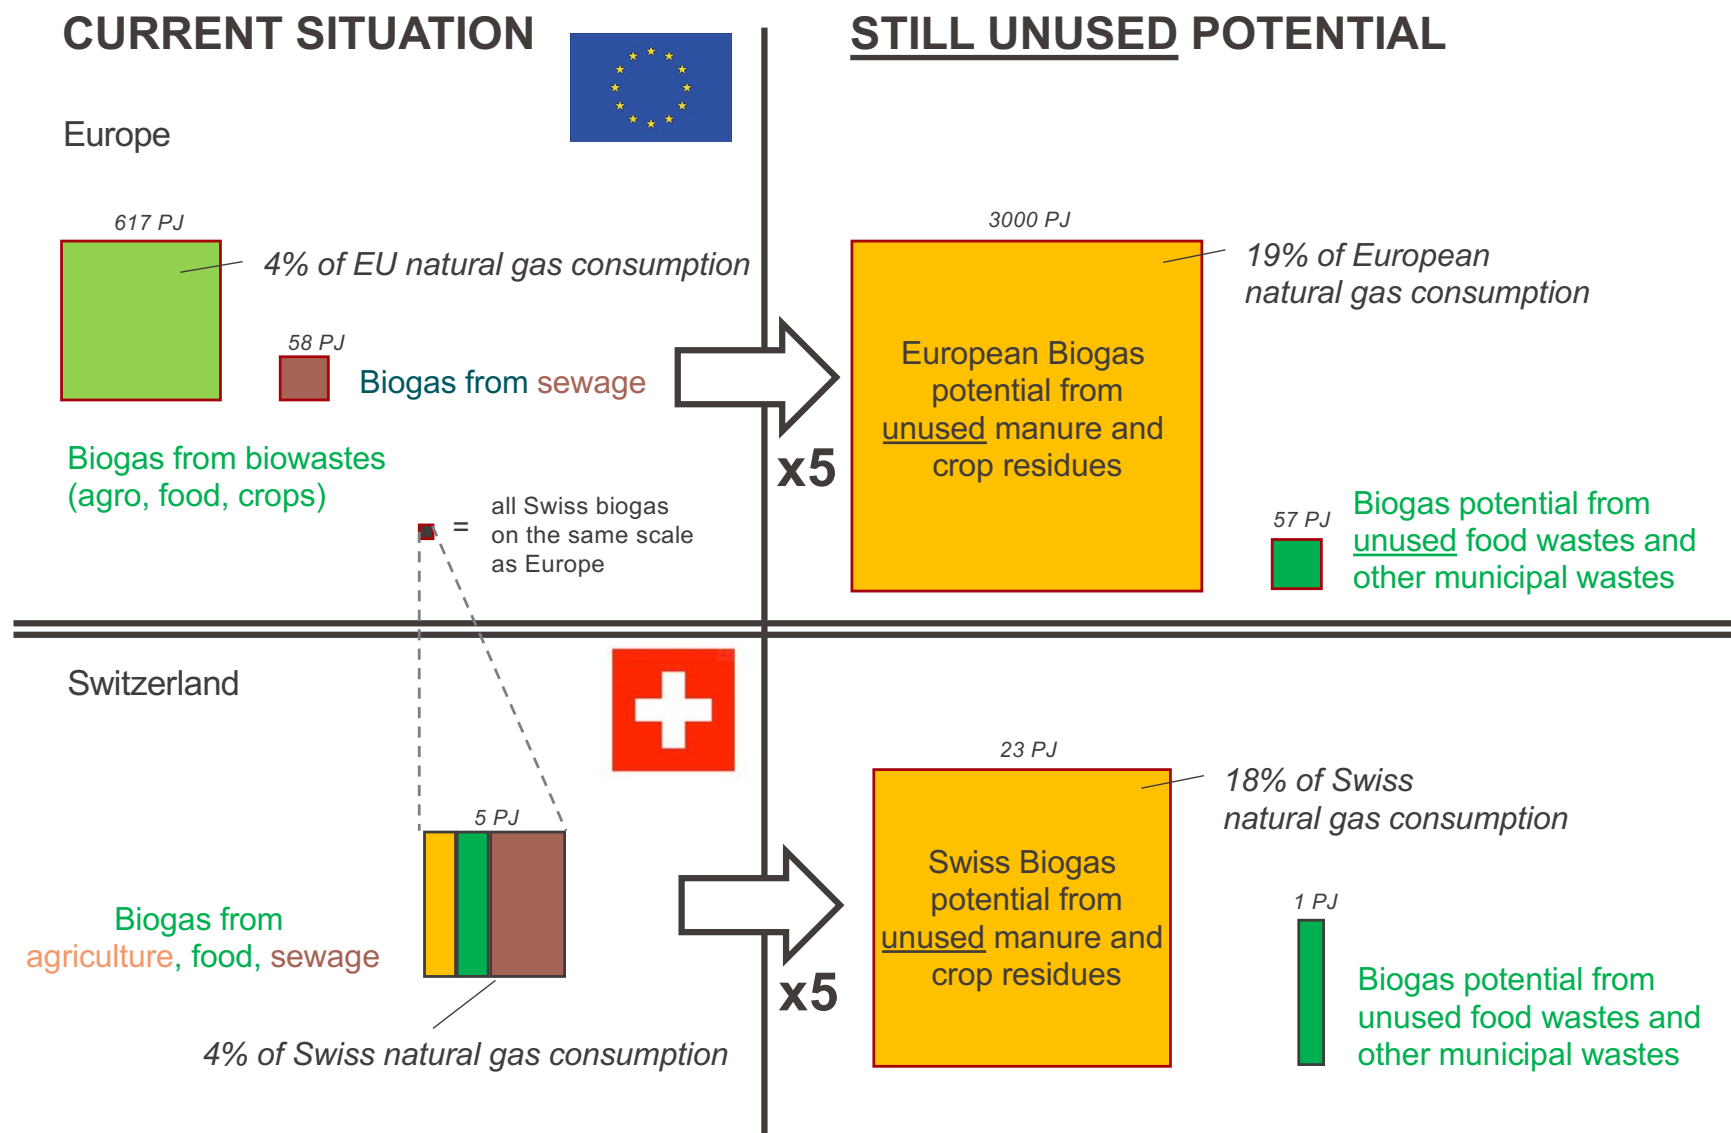 CURRENT SITUATION
STILL UNUSED POTENTIAL
Europe
617 PJ
4% of EU natural gas consumption
58 PJ
Biogas from sewage
Biogas from biowastes
(agro, food, crops)
=
all Swiss biogas
on the same scale
as Europe
x5
3000 PJ
19% of European
natural gas consumption
European Biogas
potential from
unused manure and
crop residues
57 PJ
Biogas potential from
unused food wastes and
other municipal wastes
Switzerland
5 PJ
Biogas from
agriculture, food, sewage
4% of Swiss natural gas consumption
x5
23 PJ
18% of Swiss
natural gas consumption
Swiss Biogas
potential from
unused manure and
crop residues
1 PJ
Biogas potential from
unused food wastes and
other municipal wastes